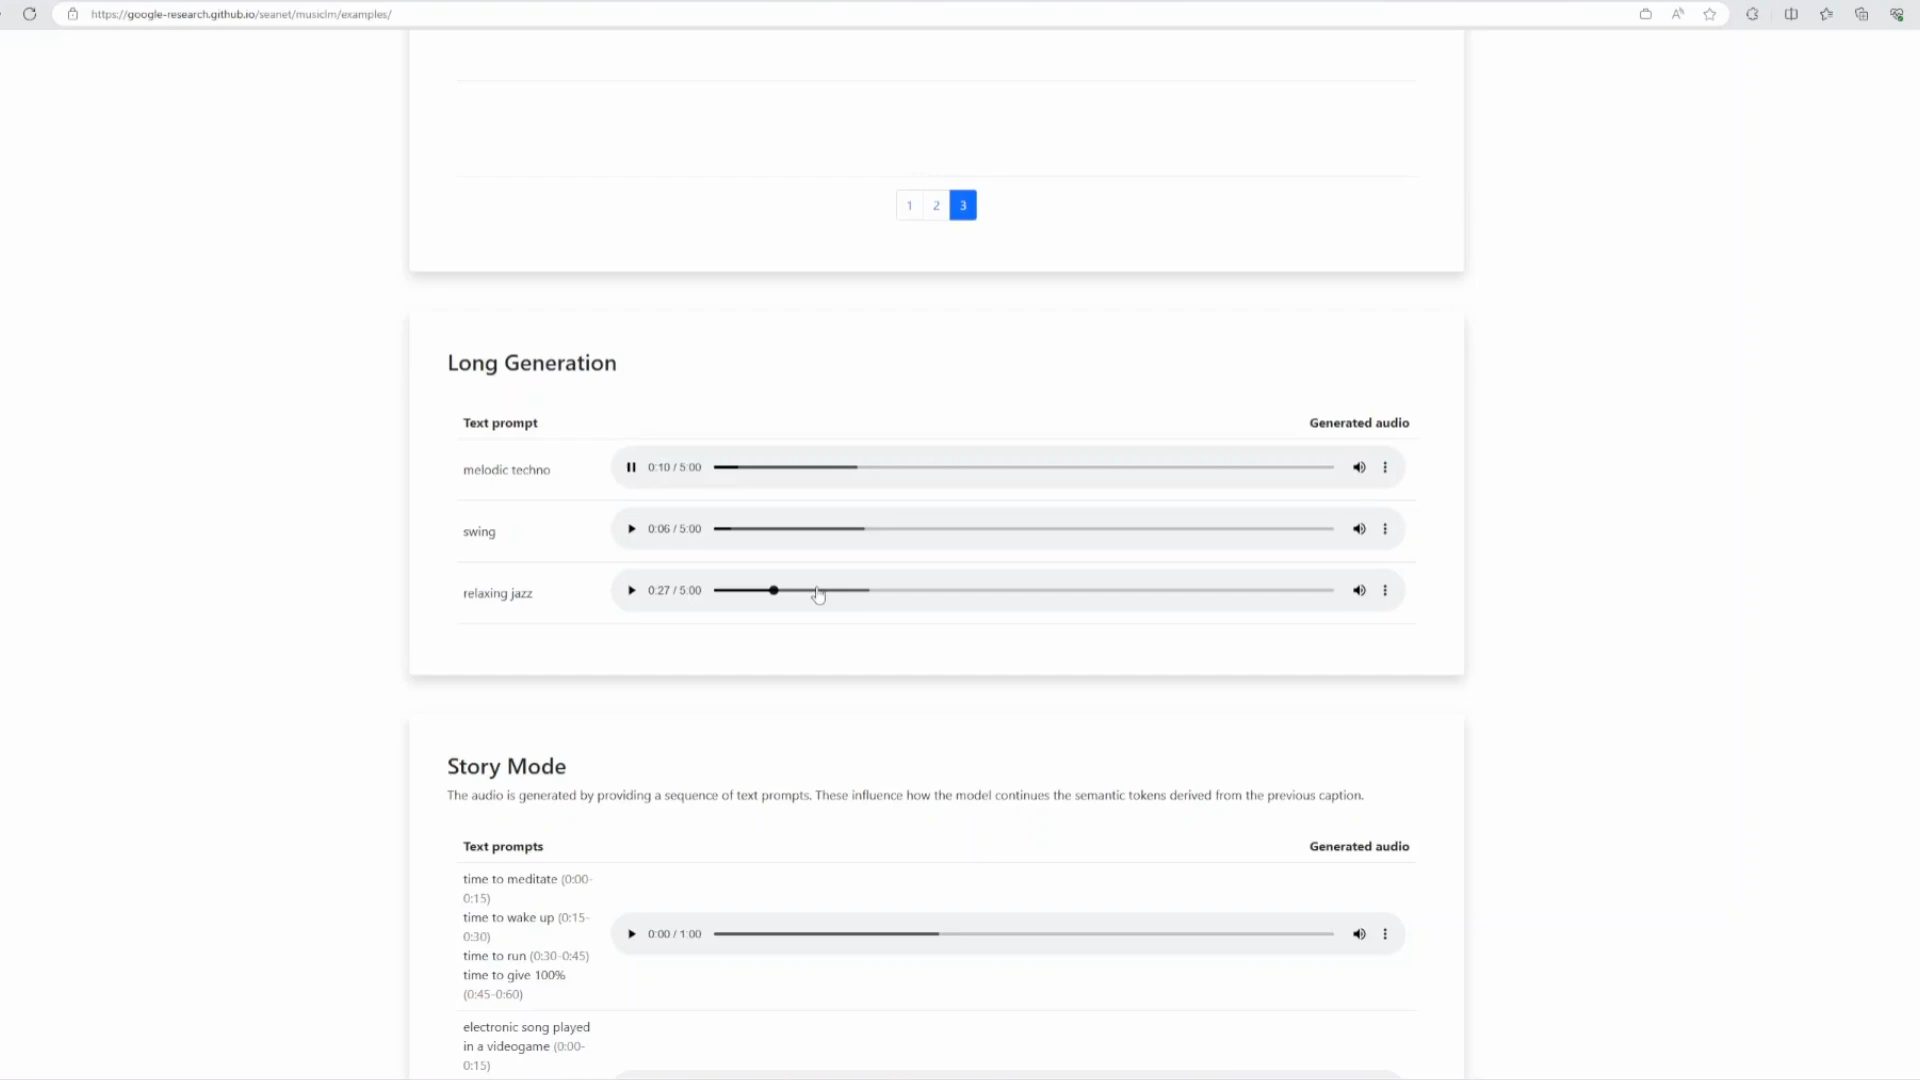 https://google-research.github.io/seanet/musiclm/examples/
1 2 3
Long Generation
Text prompt Generated audio
melodic techno 0:10 / 5:00
swing 0:06 / 5:00
relaxing jazz 0:27 / 5:00
Story Mode
The audio is generated by providing a sequence of text prompts. These influence how the model continues the semantic tokens derived from the previous caption.
Text prompts Generated audio
time to meditate (0:00-
0:15)
time to wake up (0:15-
0:30)
time to run (0:30-0:45)
time to give 100%
(0:45-0:60)
0:00 / 1:00
electronic song played
in a videogame (0:00-
0:15)